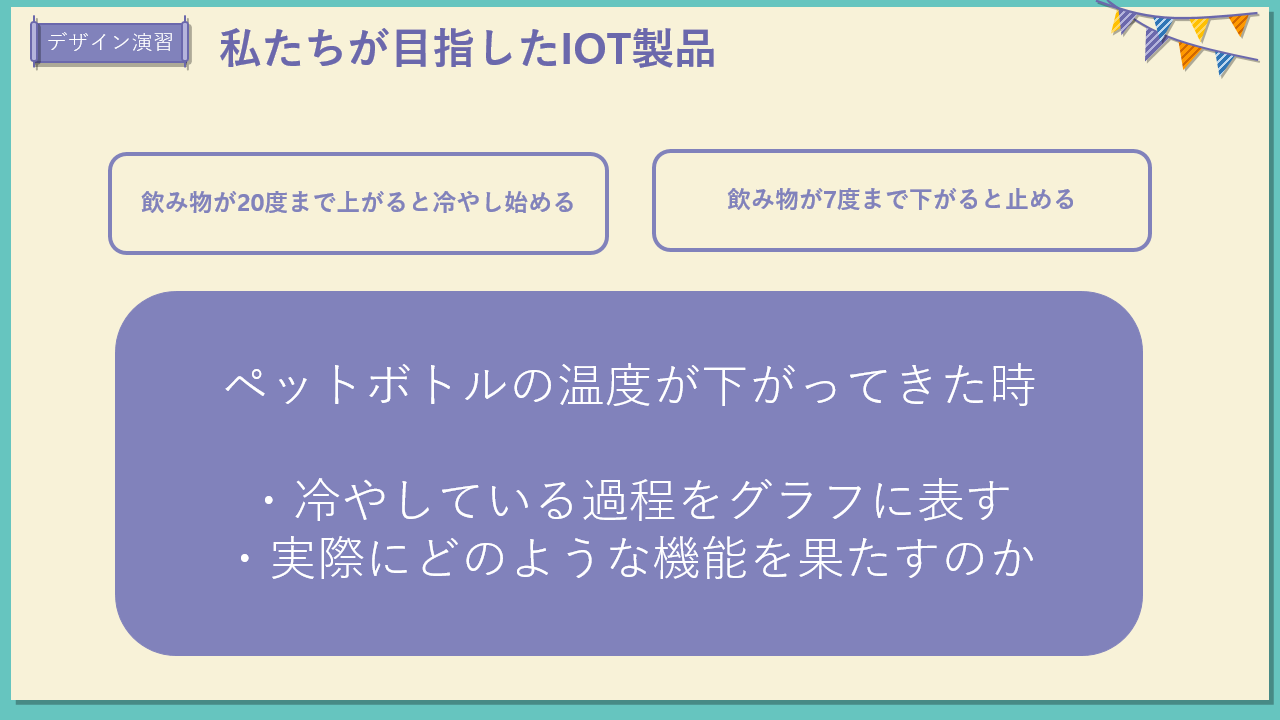 デザイン演習
私たちが目指したIOT製品
飲み物が20度まで上がると冷やし始める
飲み物が7度まで下がると止める
ペットボトルの温度が下がってきた時
・冷やしている過程をグラフに表す
・実際にどのような機能を果たすのか